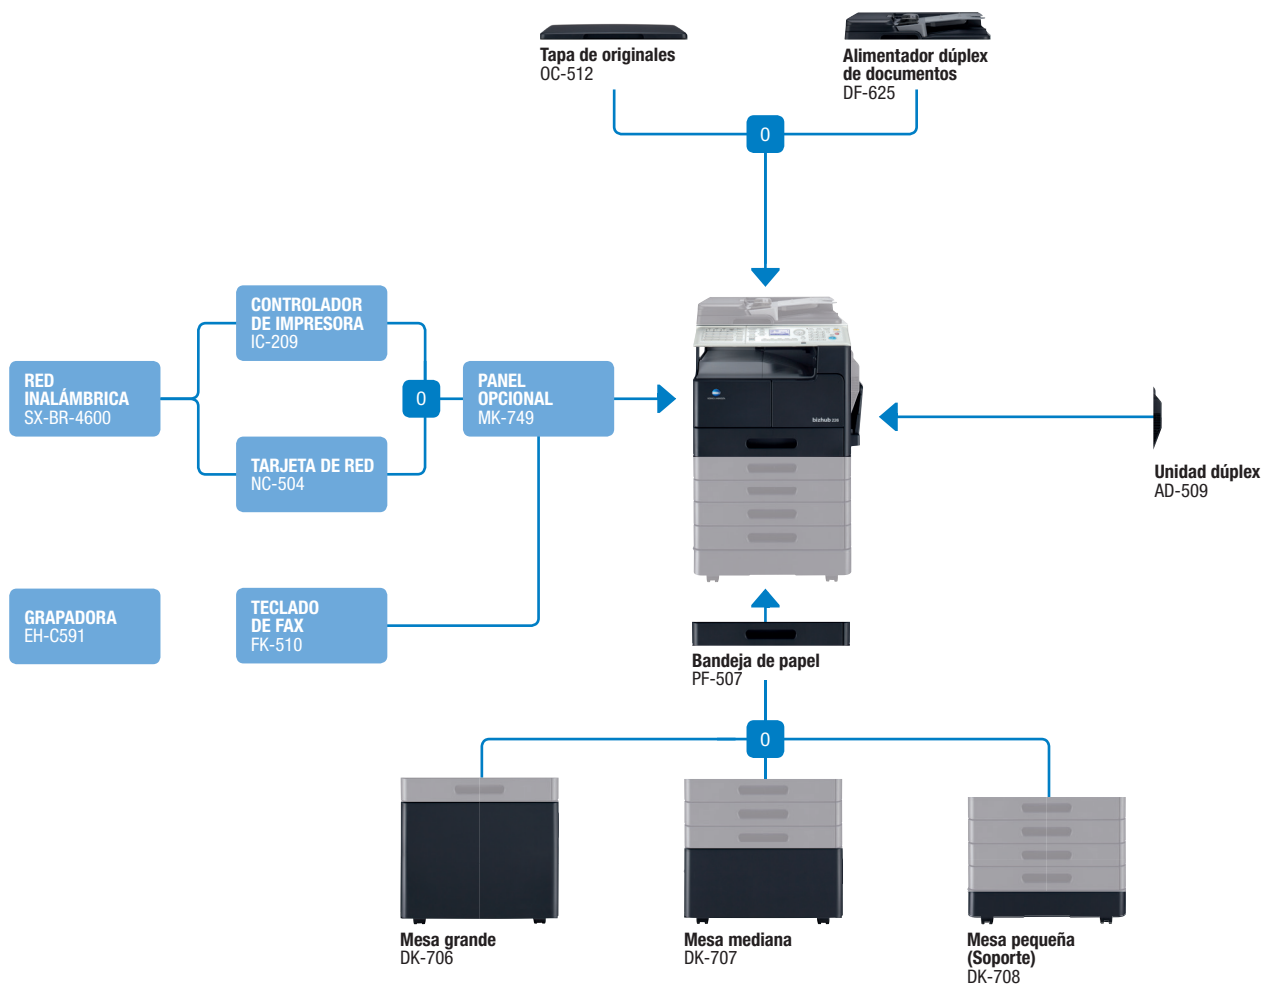 Tapa de originales
OC-512
Alimentador dúplex
de documentos
DF-625
0
CONTROLADOR
DE IMPRESORA
IC-209
RED
INALÁMBRICA
SX-BR-4600
0
PANEL
OPCIONAL
MK-749
TARJETA DE RED
NC-504
bizhub
Unidad dúplex
AD-509
GRAPADORA
EH-C591
TECLADO
DE FAX
FK-510
Bandeja de papel
PF-507
0
Mesa grande
DK-706
Mesa mediana
DK-707
Mesa pequeña
(Soporte)
DK-708